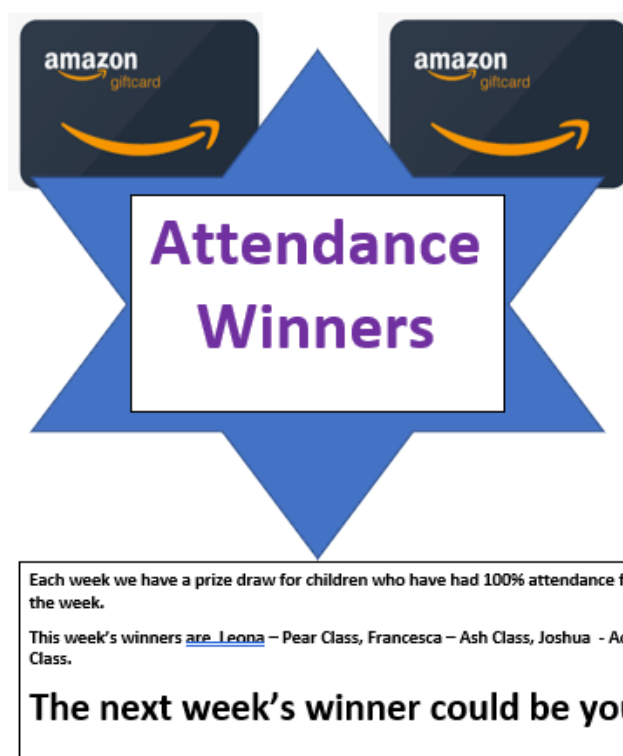 amazon
giftcard
amazon
giftcard
Attendance
Winners
Each week we have a prize draw for children who have had 100% attendance
the week.
This week's winners are Leona – Pear Class, Francesca – Ash Class, Joshua -
Class.
The next week's winner could be you